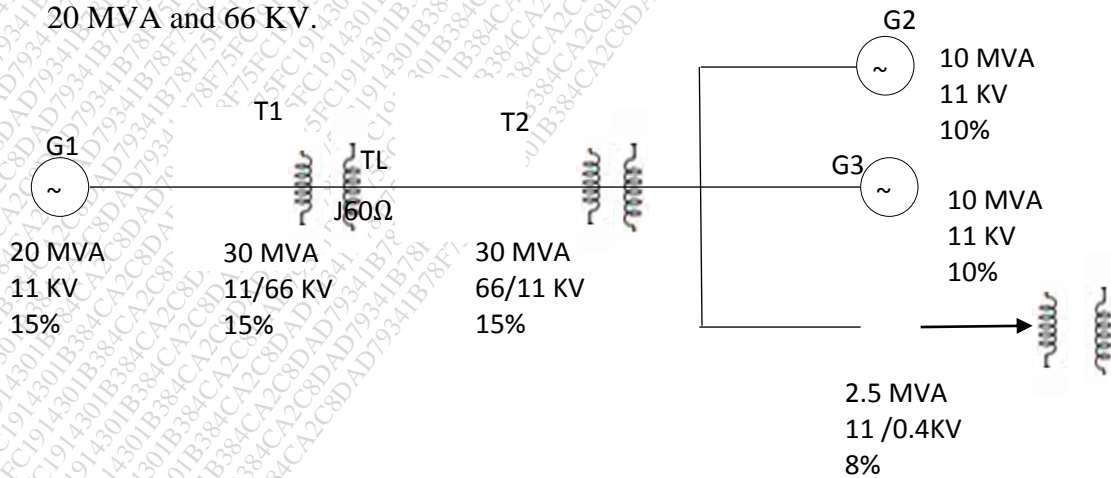 20 MVA and 66 KV.
G2
~
10 MVA
11 KV
10%
T1
T2
G1
~
TL
J60Ω
G3
~
10 MVA
11 KV
10%
20 MVA
11 KV
15%
30 MVA
11/66 KV
15%
30 MVA
66/11 KV
15%
2.5 MVA
11 /0.4KV
8%